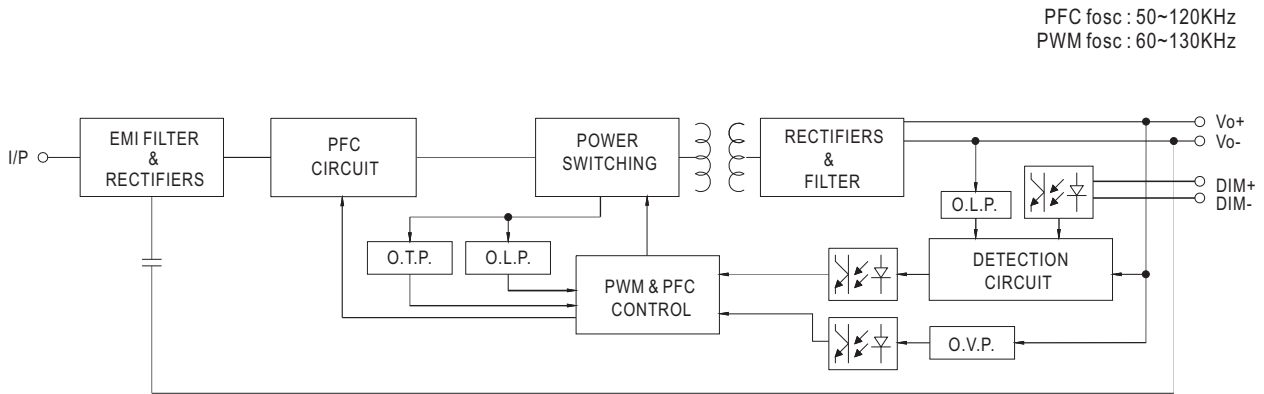 PFC fosc : 50~120KHz
PWM fosc : 60~130KHz
I/P
EMI FILTER
&
RECTIFIERS
PFC
CIRCUIT
POWER
SWITCHING
RECTIFIERS
&
FILTER
Vo+
Vo-
DIM+
DIM-
O.L.P.
O.T.P.
O.L.P.
PWM & PFC
CONTROL
DETECTION
CIRCUIT
O.V.P.